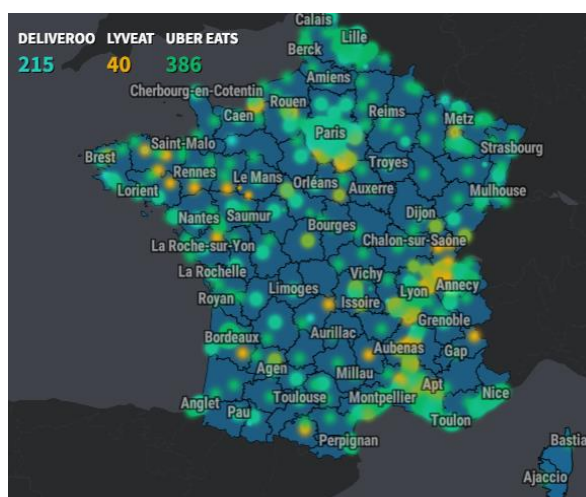 DELIVEROO LYVEAT UBER EATS
215 40 386
Calais
Lille
Berck
Amiens
Cherbourg-en-Cotentin
Rouen
Caen
Reims
Metz
Paris
Saint-Malo
Strasbourg
Brest
Rennes
Le Mans
Troyes
Lorient
Orléans
Auxerre
Mulhouse
Nantes
Saumur
Dijon
Bourges
La Roche-sur-Yon
Chalon-sur-Saône
La Rochelle
Vichy
Limoges
Lyon
Annecy
Royan
Issoire
Grenoble
Bordeaux
Aurillac
Aubenas
Gap
Agen
Millau
Apt
Anglet
Toulouse
Montpellier
Nice
Pau
Toulon
Perpignan
Bastia
Ajaccio